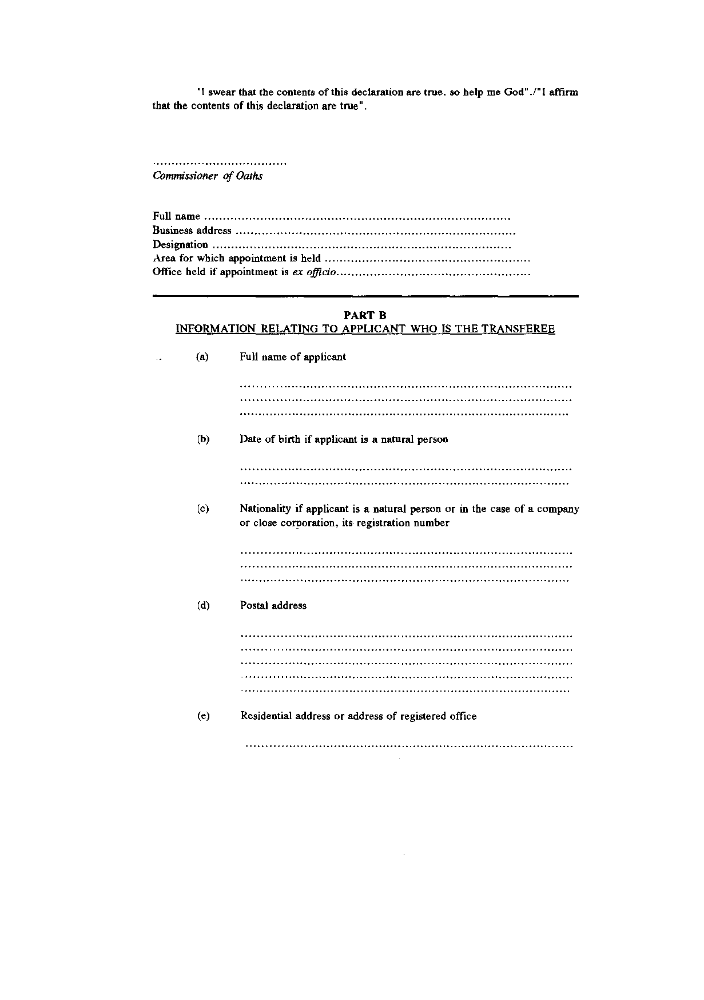 "I swear that the contents of this declaration are true. so help me God"./"I affirm
that the contents of this declaration are true".
....................................
Commissioner of Oaths
Full name ..................................................................................
Business address ...........................................................................
Designation ................................................................................
Area for which appointment is held .......................................................
Office held if appointment is ex officio....................................................
PART B
INFORMATION RELATING TO APPLICANT WHO IS THE TRANSFEREE
(a) Full name of applicant
.........................................................................................
.........................................................................................
........................................................................................
(b) Date of birth if applicant is a natural person
.........................................................................................
........................................................................................
(c) Nationality if applicant is a natural person or in the case of a company
or close corporation, its registration number
.........................................................................................
.........................................................................................
........................................................................................
(d) Postal address
.........................................................................................
.........................................................................................
.........................................................................................
.........................................................................................
........................................................................................
(e) Residential address or address of registered office
........................................................................................